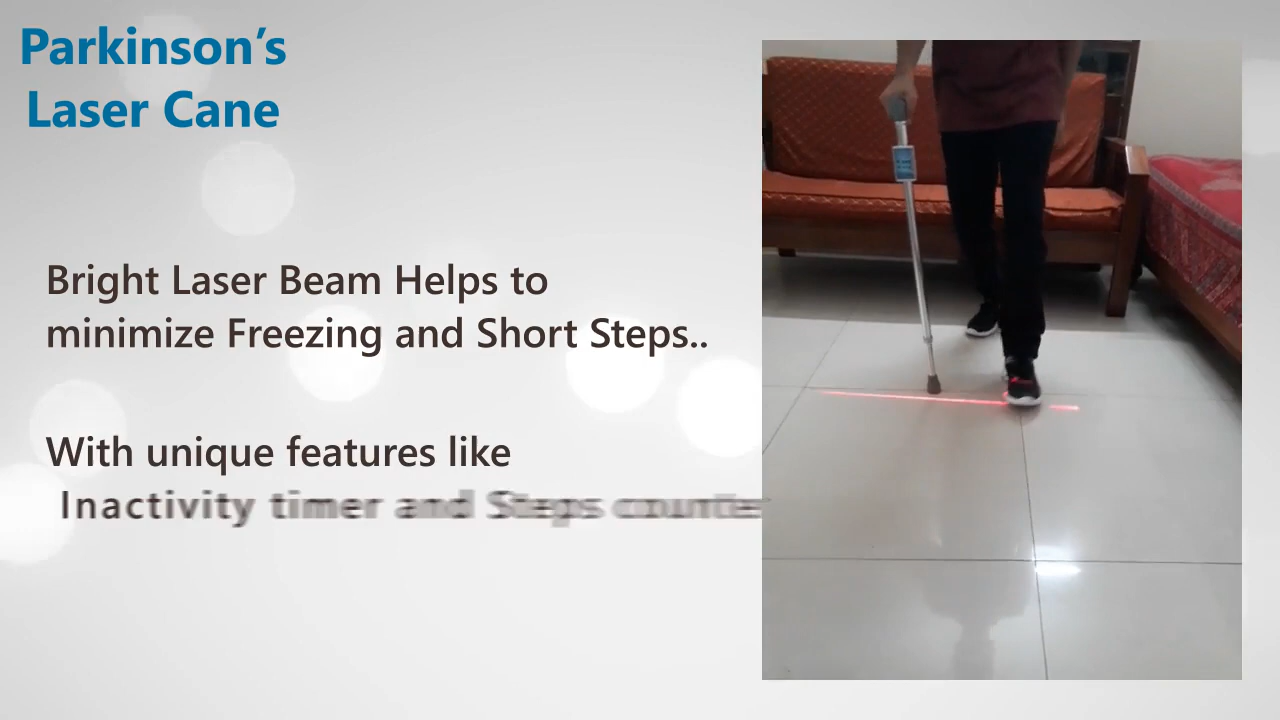 Parkinson’s
Laser Cane
Bright Laser Beam Helps to
minimize Freezing and Short Steps..
With unique features like
Inactivity timer and Steps counter